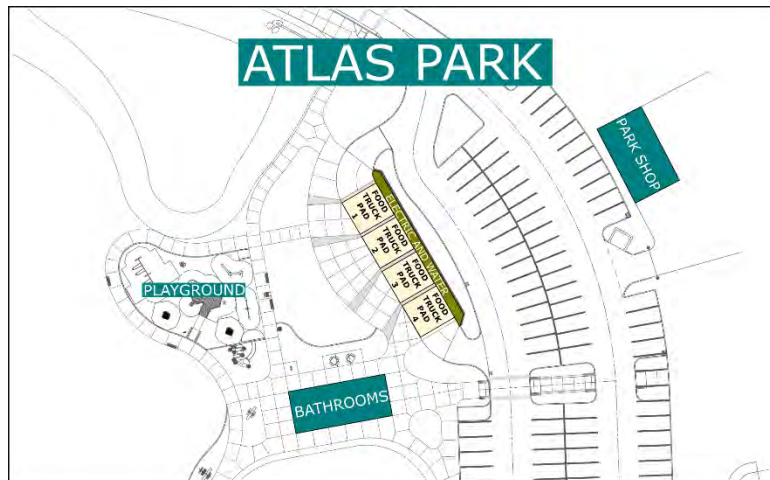 ATLAS PARK
PARK SHOP
ELECTRIC AND WATER
FOOD
TRUCK
PAD
1
FOOD
TRUCK
PAD
2
FOOD
TRUCK
PAD
3
FOOD
TRUCK
PAD
4
PLAYGROUND
BATHROOMS